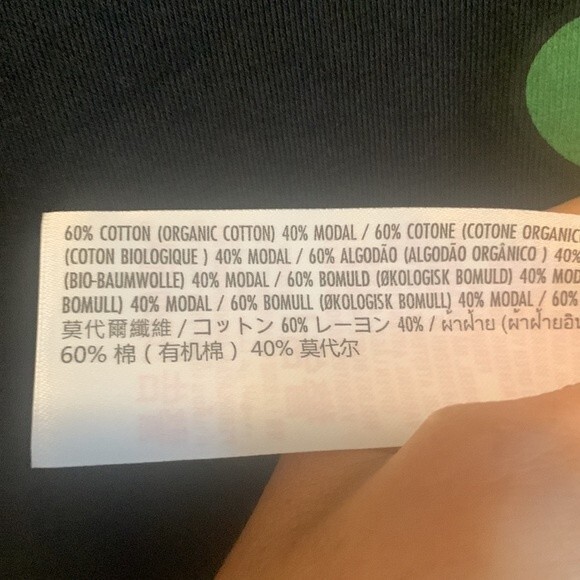 60% COTTON (ORGANIC COTTON) 40% MODAL / 60% COTONE (COTONE ORGANIC
(COTON BIOLOGIQUE ) 40% MODAL / 60% ALGODÃO (ALGODÃO ORGÂNICO ) 40%
(BIO-BAUMWOLLE) 40% MODAL / 60% BOMULD (ØKOLOGISK BOMULD) 40% MOD
BOMULL) 40% MODAL / 60% BOMULL (ØKOLOGISK BOMULL) 40% MODAL / 60%
莫代爾纖維 / コットン 60% レーヨン 40% / ผ้าฝ้าย (ผ้าฝ้ายอิน
60% 棉 ( 有机棉 ) 40% 莫代尔